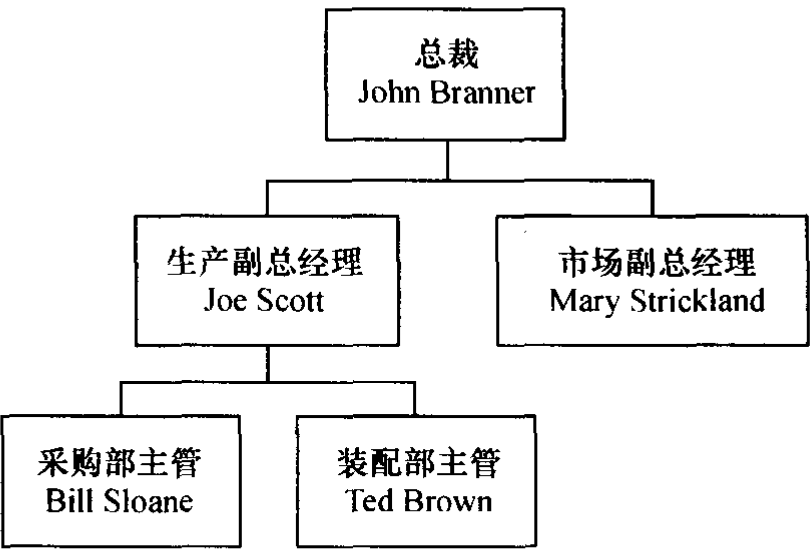 总裁
John Branner
生产副总经理
Joe Scott
市场副总经理
Mary Strickland
采购部主管
Bill Sloane
装配部主管
Ted Brown